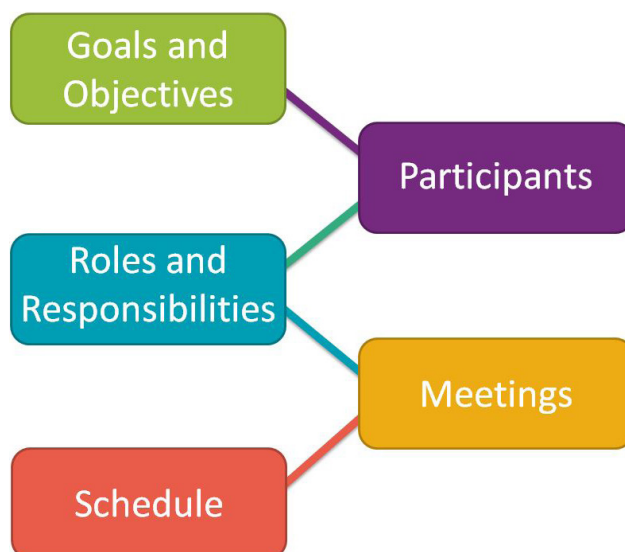 Goals and
Objectives
Participants
Roles and
Responsibilities
Meetings
Schedule